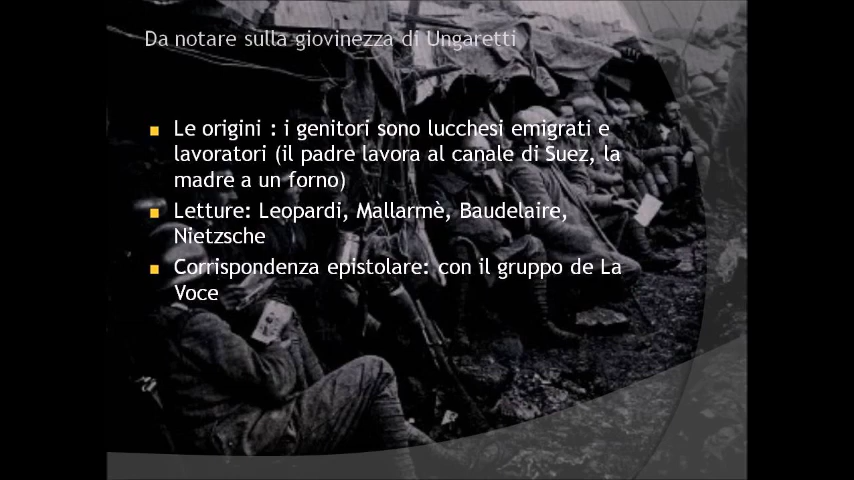 Da notare sulla giovinezza di Ungaretti
Le origini : i genitori sono lucchesi emigrati e
lavoratori (il padre lavora al canale di Suez, la
madre a un forno)
Letture: Leopardi, Mallarmè, Baudelaire,
Nietzsche
Corrispondenza epistolare: con il gruppo de La
Voce